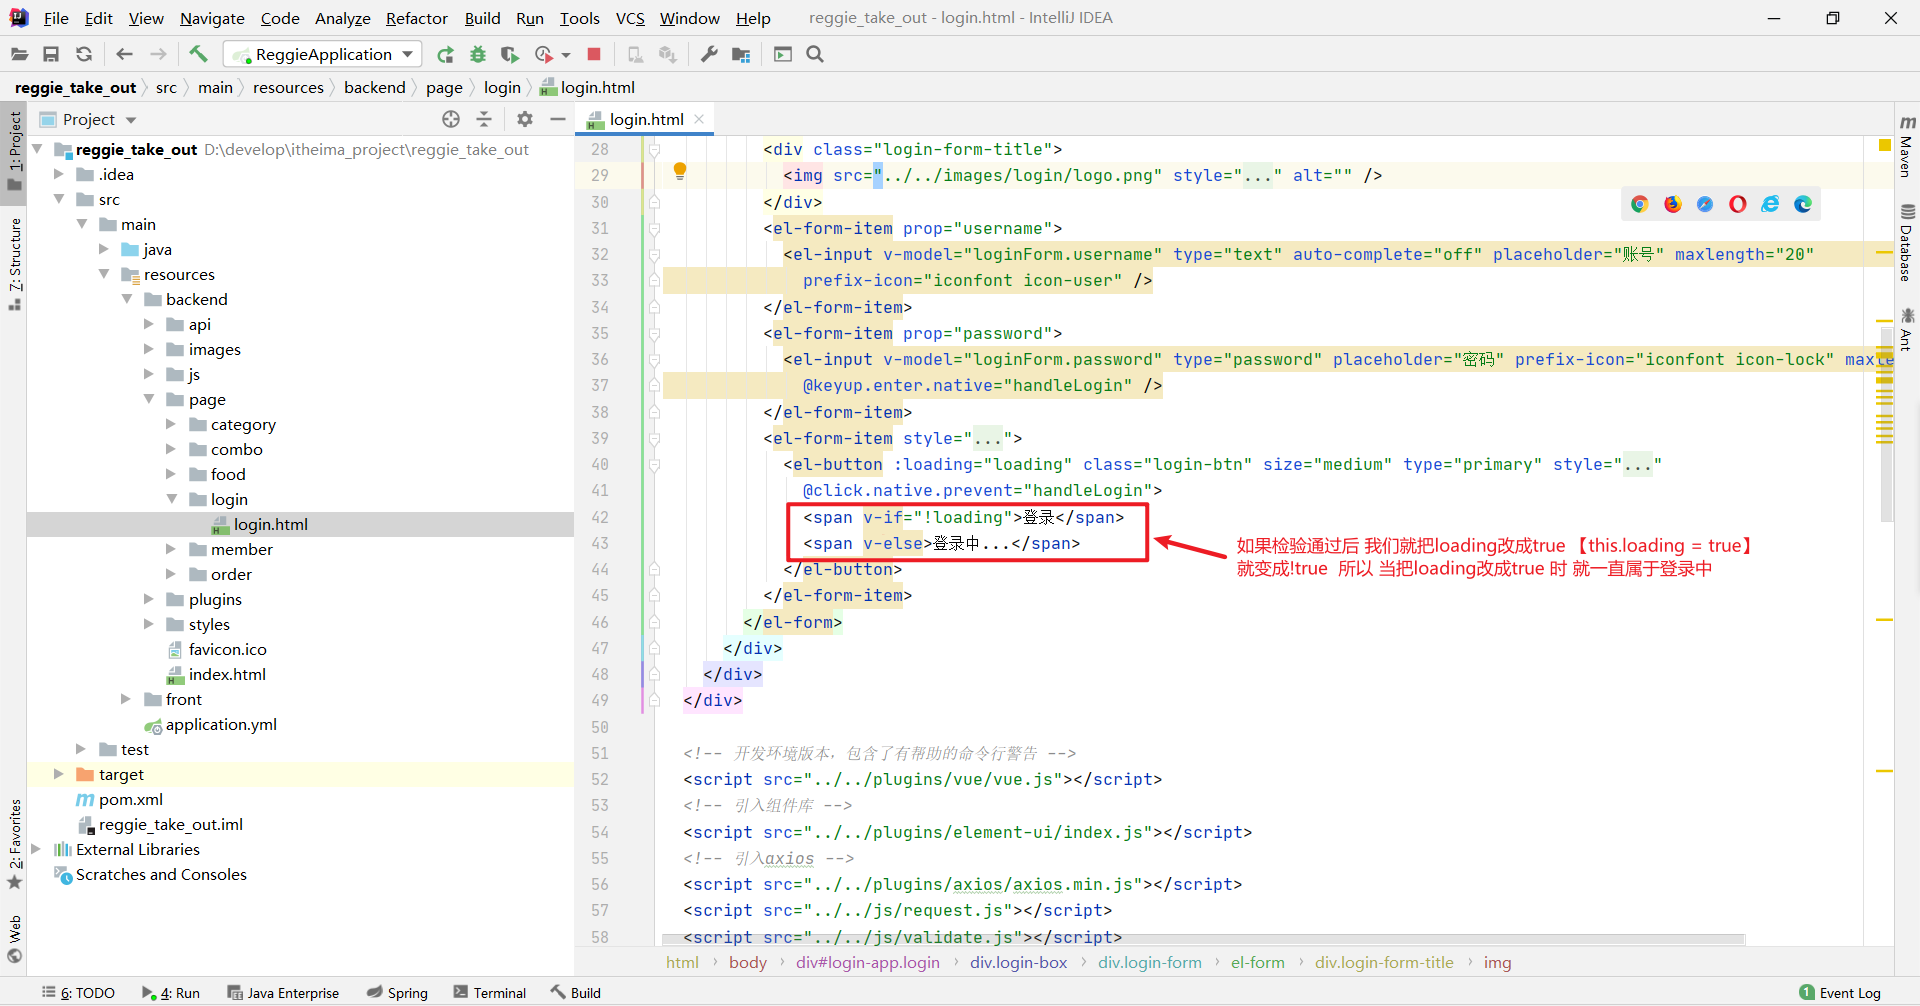 File Edit View Navigate Code Analyze Refactor Build Run Tools VCS Window Help reggie_take_out - login.html - IntelliJ IDEA
ReggieApplication
reggie_take_out src main resources backend page login login.html
Project
login.html
reggie_take_out D:\develop\itheima_project\reggie_take_out
.idea
src
main
java
resources
backend
api
images
js
page
category
combo
food
login
login.html
member
order
plugins
styles
favicon.ico
index.html
front
application.yml
test
target
pom.xml
reggie_take_out.iml
External Libraries
Scratches and Consoles
1: Project
7: Structure
2: Favorites
Web
28 <div class="login-form-title">
29 <img src="../../images/login/logo.png" style="..." alt="" />
30 </div>
31 <el-form-item prop="username">
32 <el-input v-model="loginForm.username" type="text" auto-complete="off" placeholder="账号" maxlength="20"
33 prefix-icon="iconfont icon-user" />
34 </el-form-item>
35 <el-form-item prop="password">
36 <el-input v-model="loginForm.password" type="password" placeholder="密码" prefix-icon="iconfont icon-lock" maxle
37 @keyup.enter.native="handleLogin" />
38 </el-form-item>
39 <el-form-item style="...">
40 <el-button :loading="loading" class="login-btn" size="medium" type="primary" style="..."
41 @click.native.prevent="handleLogin">
42 <span v-if="!loading">登录</span>
43 <span v-else>登录中...</span>
44 </el-button>
45 </el-form-item>
46 </el-form>
47 </div>
48 </div>
49 </div>
50
51 <!-- 开发环境版本，包含了有帮助的命令行警告 -->
52 <script src="../../plugins/vue/vue.js"></script>
53 <!-- 引入组件库 -->
54 <script src="../../plugins/element-ui/index.js"></script>
55 <!-- 引入axios -->
56 <script src="../../plugins/axios/axios.min.js"></script>
57 <script src="../../js/request.js"></script>
58 <script src="../../js/validate.js"></script>
如果检验通过后 我们就把loading改成true 【this.loading = true】
就变成!true 所以 当把loading改成true 时 就一直属于登录中
Maven
Database
Ant
html body div#login-app.login div.login-box div.login-form el-form div.login-form-title img
6: TODO 4: Run Java Enterprise Spring Terminal Build 1 Event Log